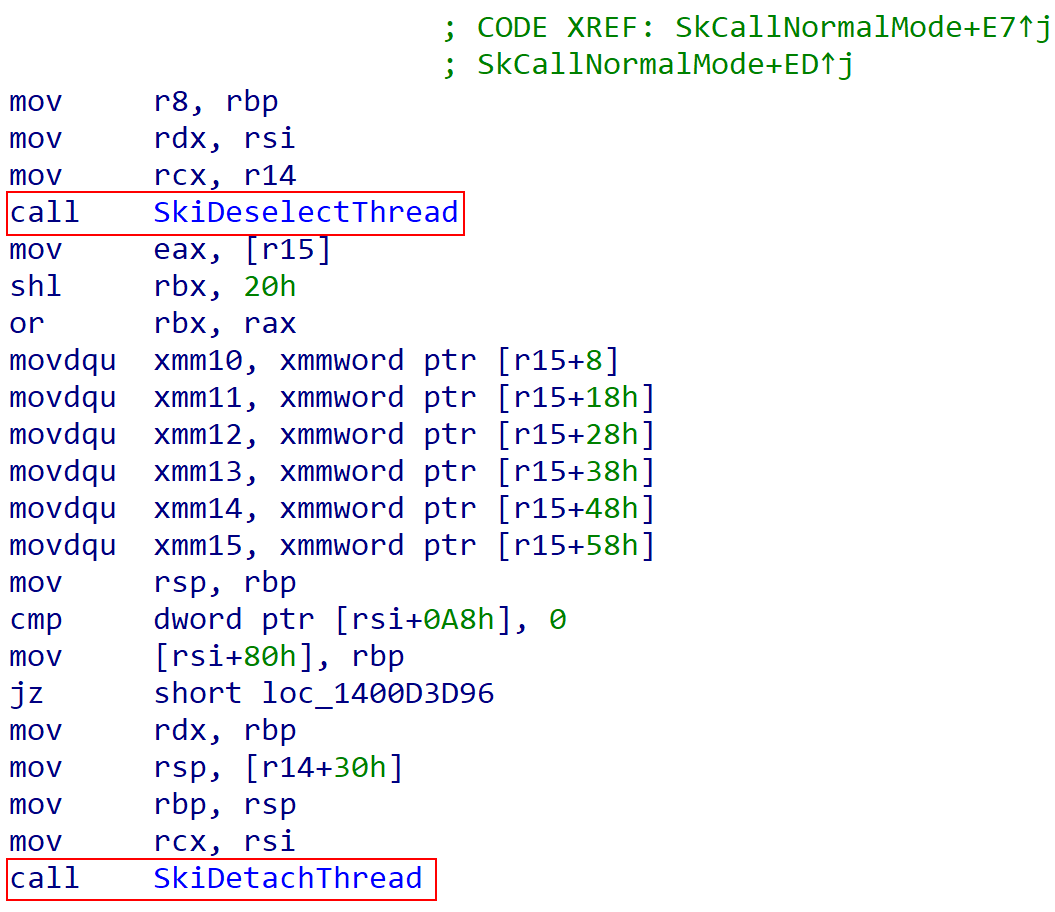 ; CODE XREF: SkCallNormalMode+E7↑j
; SkCallNormalMode+ED↑j
mov r8, rbp
mov rdx, rsi
mov rcx, r14
call SkiDeselectThread
mov eax, [r15]
shl rbx, 20h
or rbx, rax
movdqu xmm10, xmmword ptr [r15+8]
movdqu xmm11, xmmword ptr [r15+18h]
movdqu xmm12, xmmword ptr [r15+28h]
movdqu xmm13, xmmword ptr [r15+38h]
movdqu xmm14, xmmword ptr [r15+48h]
movdqu xmm15, xmmword ptr [r15+58h]
mov rsp, rbp
cmp dword ptr [rsi+0A8h], 0
mov [rsi+80h], rbp
jz short loc_1400D3D96
mov rdx, rbp
mov rsp, [r14+30h]
mov rbp, rsp
mov rcx, rsi
call SkiDetachThread